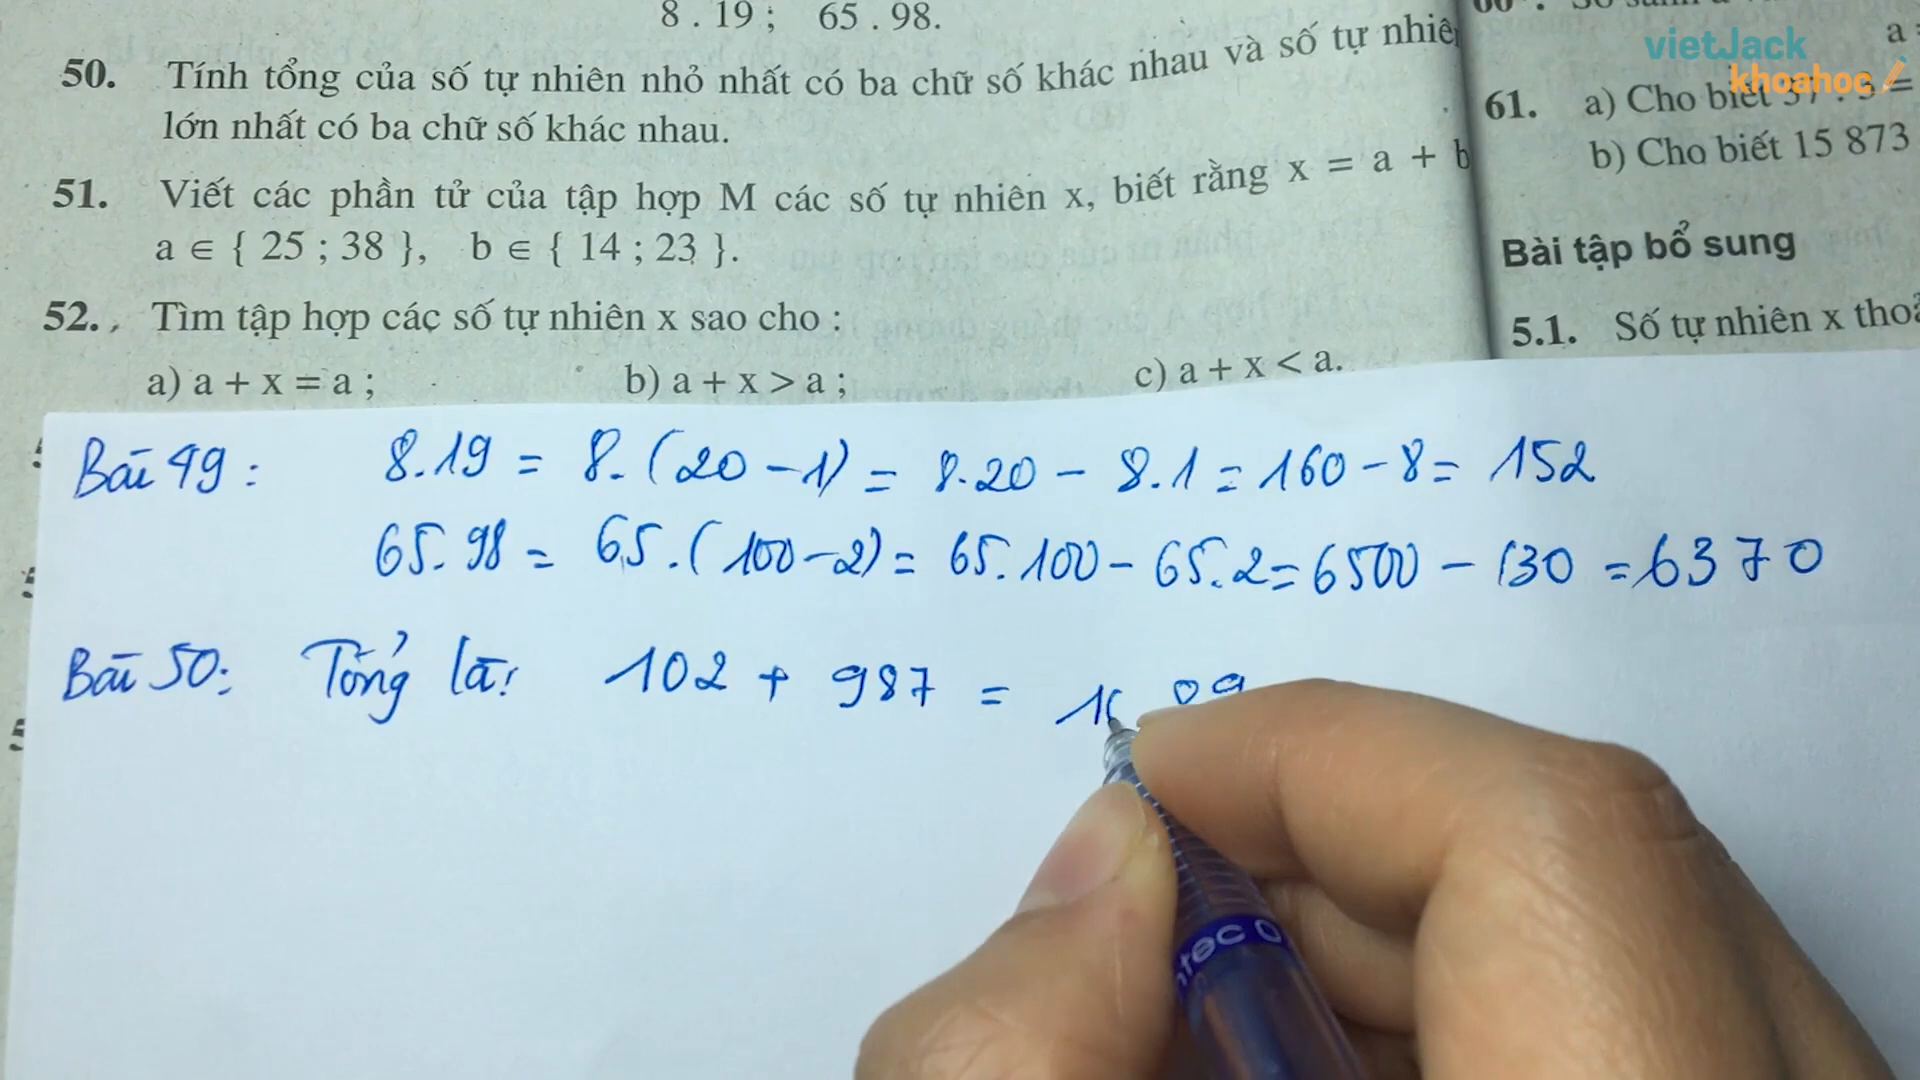 8 . 19 ; 65 . 98.
50. Tính tổng của số tự nhiên nhỏ nhất có ba chữ số khác nhau và số tự nhiê
lớn nhất có ba chữ số khác nhau.
51. Viết các phần tử của tập hợp M các số tự nhiên x, biết rằng x = a + b
a ∈ { 25 ; 38 }, b ∈ { 14 ; 23 }.
52. Tìm tập hợp các số tự nhiên x sao cho :
a) a + x = a ; b) a + x > a ; c) a + x < a.
vietJack
khoahoc
61. a) Cho biết
b) Cho biết 15 873
Bài tập bổ sung
5.1. Số tự nhiên x thoả
Bài 49: 8.19 = 8.(20-1) = 8.20 - 8.1 = 160 - 8 = 152
65.98 = 65.(100-2) = 65.100 - 65.2 = 6500 - 130 = 6370
Bài 50: Tổng là: 102 + 987 = 1089